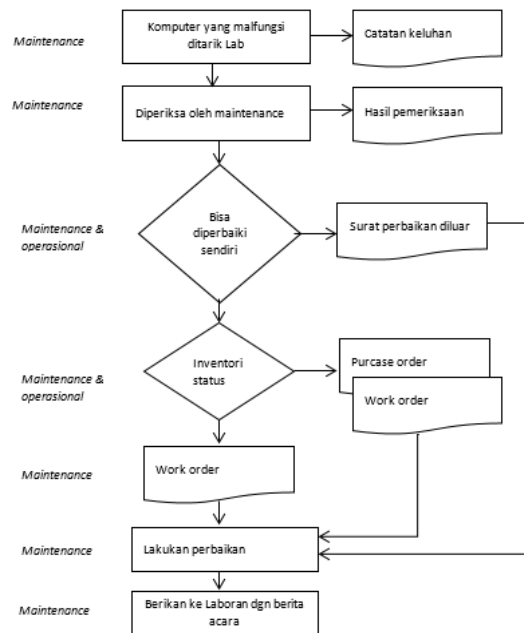 Maintenance
Komputer yang malfungsi
ditarik Lab
Catatan keluhan
Maintenance
Diperiksa oleh maintenance
Hasil pemeriksaan
Maintenance &
operasional
Bisa
diperbaiki
sendiri
Surat perbaikan diluar
Maintenance &
operasional
Inventori
status
Purcase order
Work order
Maintenance
Work order
Maintenance
Lakukan perbaikan
Maintenance
Berikan ke Laboran dgn berita
acara